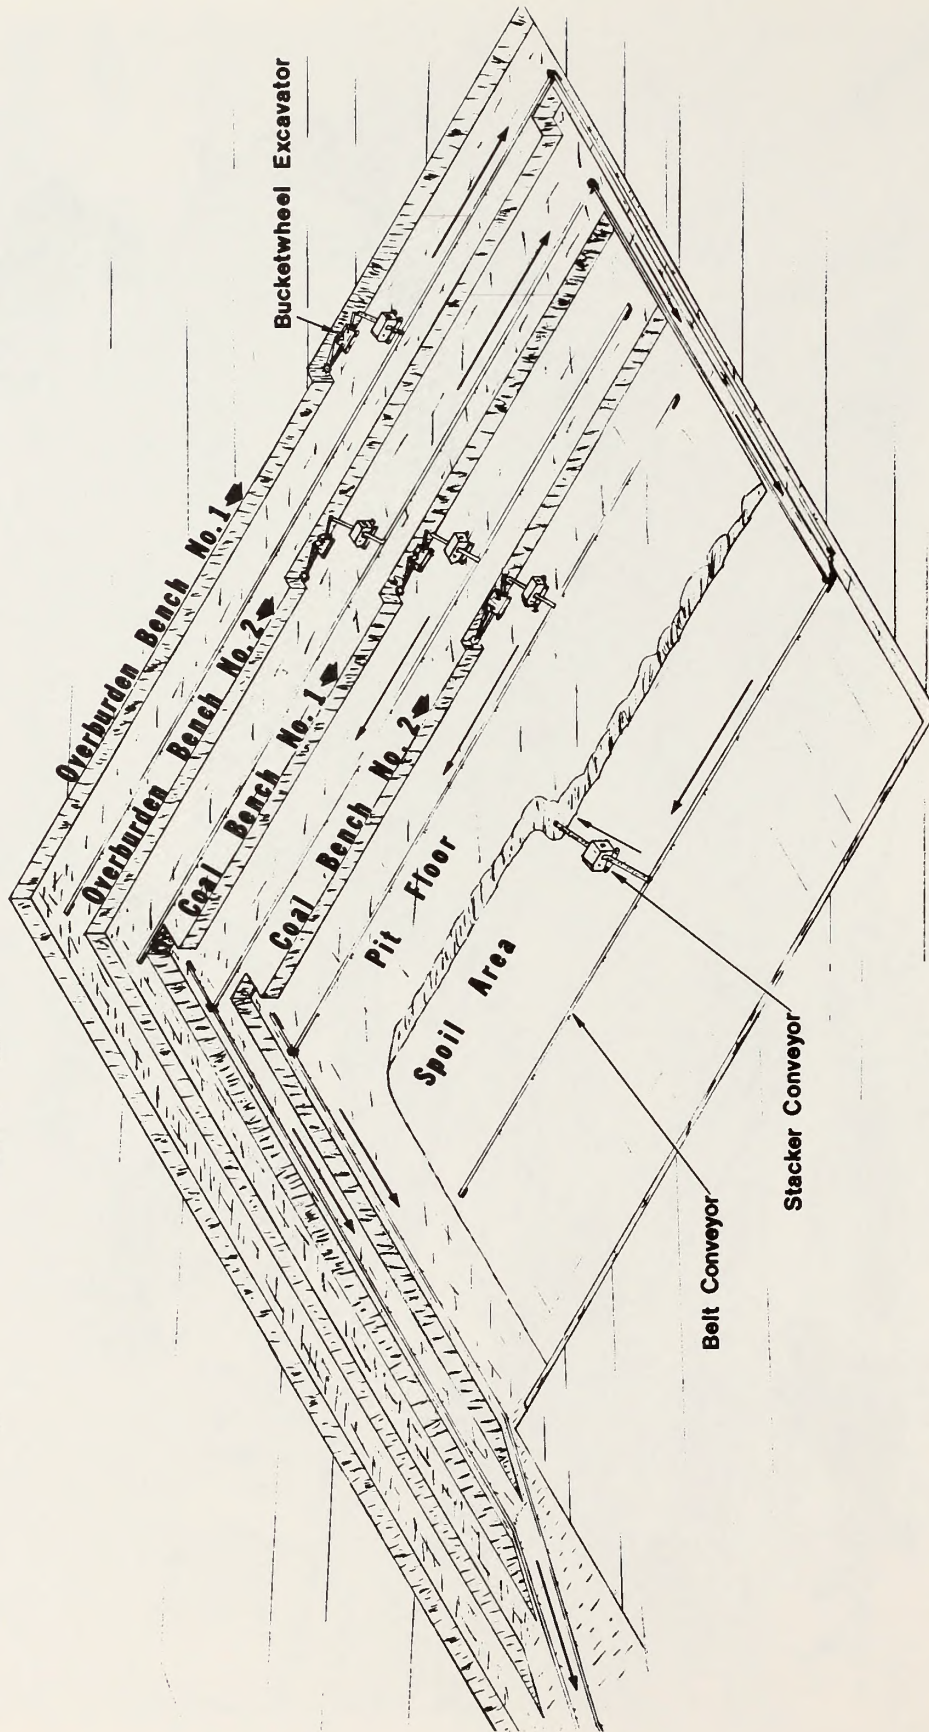 Bucketwheel Excavator
Overburden Bench No.1
Overburden Bench No.2
Coal Bench No. 1
Coal Bench No. 2
Pit Floor
Spoil Area
Belt Conveyor
Stacker Conveyor